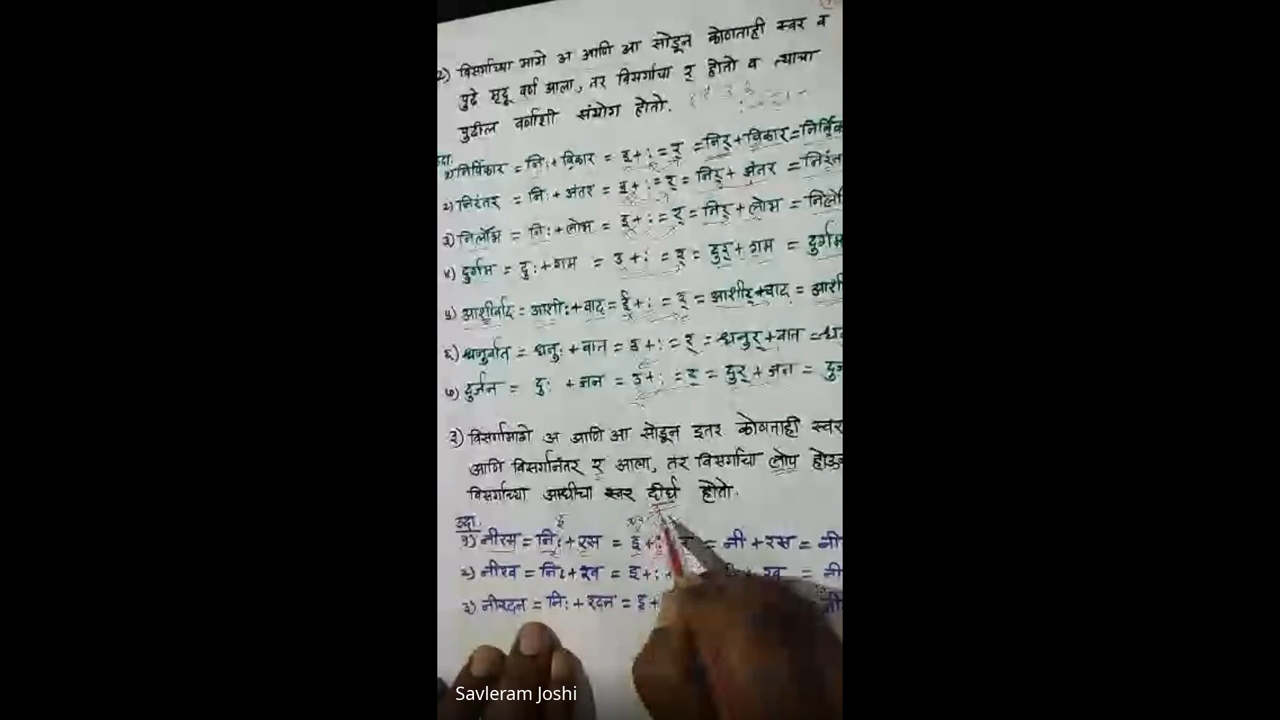 २) विसर्गाच्या मागे अ आणि आ सोडून कोणताही स्वर व
पुढे मृदू वर्ण आला, तर विसर्गाचा र् होतो व त्याचा
पुढील वर्णाशी संयोग होतो.
उदा.
१) निर्विकार = नि: + विकार = इ + : = र् = निर् + विकार = निर्विक
२) निरंतर = नि: + अंतर = इ + : = र् = निर् + अंतर = निरंत
३) निर्लोभ = नि: + लोभ = इ + : = र् = निर् + लोभ = निर्लो
४) दुर्गम = दु: + गम = उ + : = र् = दुर् + गम = दुर्गम
५) आशीर्वाद = आशी: + वाद = ई + : = र् = आशीर् + वाद = आशी
६) धनुर्वात = धनु: + वात = इ + : = र् = धनुर् + वात = ध
७) दुर्जन = दु: + जन = उ + : = र् = दुर् + जन = दुर्
३) विसर्गामागे अ आणि आ सोडून इतर कोणताही स्वर
आणि विसर्गानंतर र् आला, तर विसर्गाचा लोप होऊन
विसर्गाच्या आधीचा स्वर दीर्घ होतो.
उदा.
१) नीरस = नि: + रस = इ + : = नी + रस = नी
२) नीरव = नि: + रव = इ + : रव = नी
३) नीरदन = नि: + रदन = इ + नी
Savleram Joshi